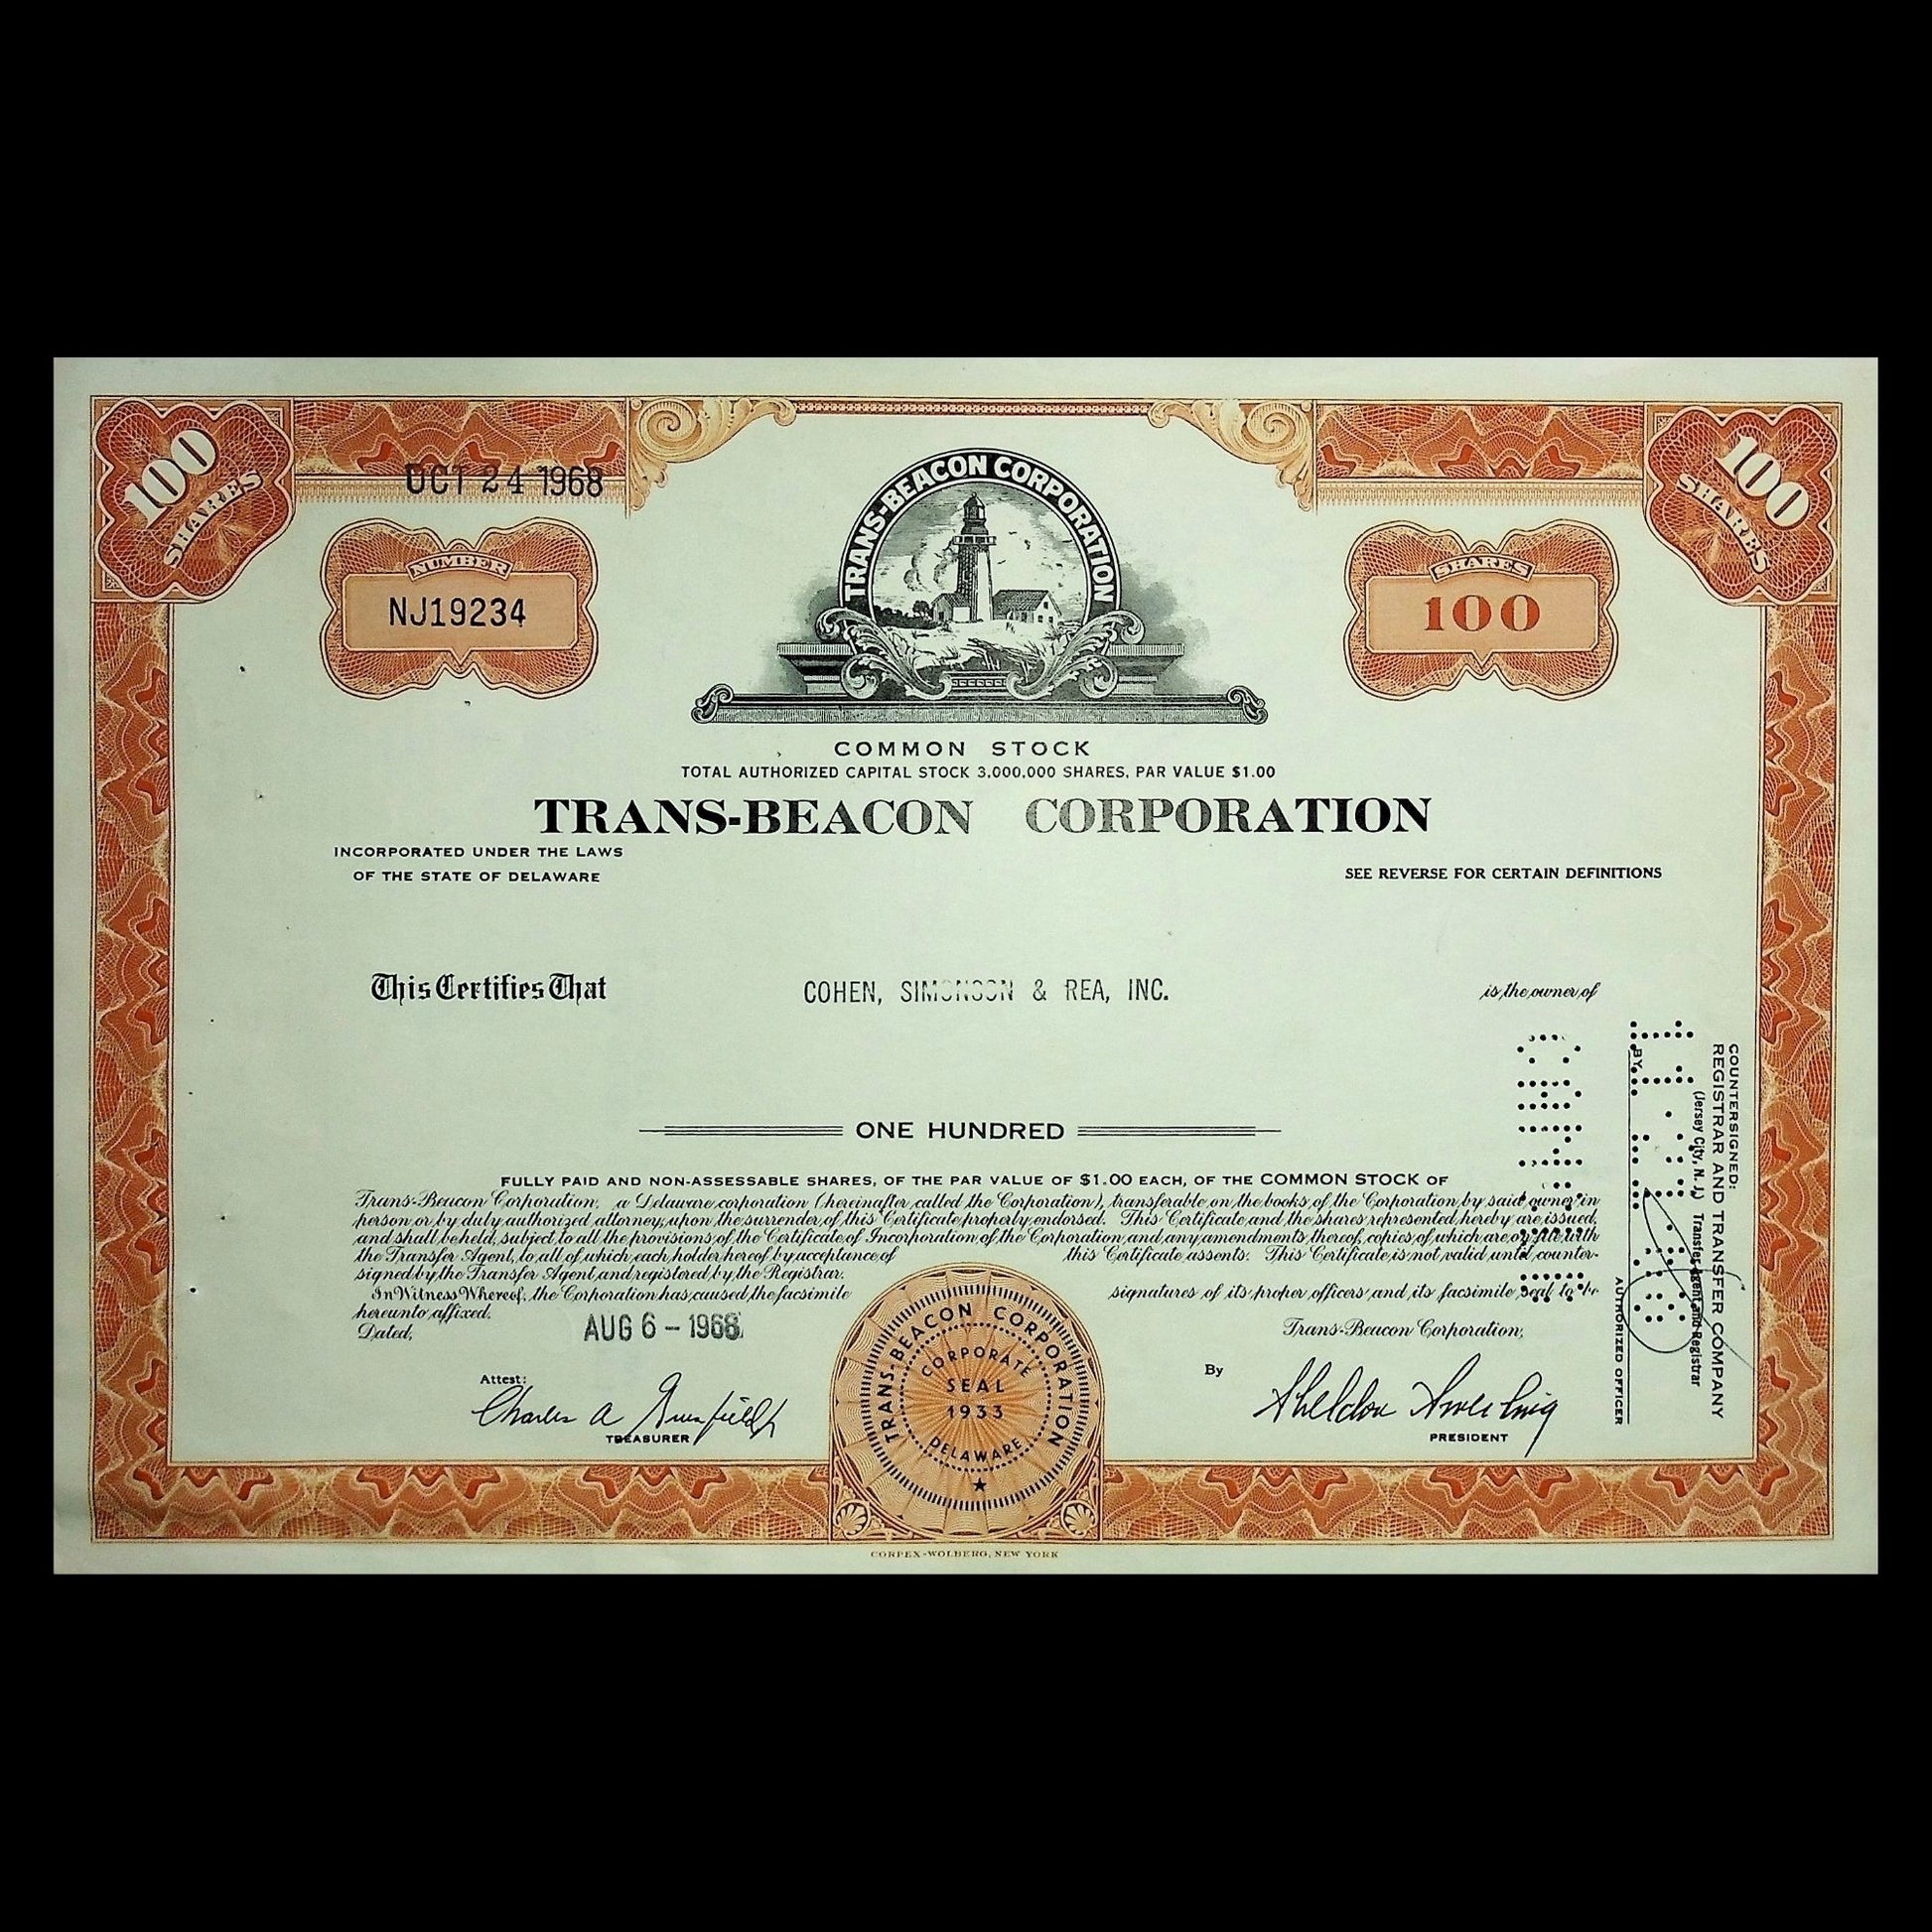 100
SHARES
OCT 24 1968
NUMBER
NJ19234
TRANS-BEACON CORPORATION
100
SHARES
SHARES
100
COMMON STOCK
TOTAL AUTHORIZED CAPITAL STOCK 3,000,000 SHARES, PAR VALUE $1.00
TRANS-BEACON CORPORATION
INCORPORATED UNDER THE LAWS
OF THE STATE OF DELAWARE
SEE REVERSE FOR CERTAIN DEFINITIONS
This Certifies That COHEN, SIMONSON & REA, INC. is the owner of
ONE HUNDRED
FULLY PAID AND NON-ASSESSABLE SHARES, OF THE PAR VALUE OF $1.00 EACH, OF THE COMMON STOCK OF
Trans-Beacon Corporation, a Delaware corporation (hereinafter called the Corporation), transferable on the books of the Corporation by said owner in
person or by duly authorized attorney, upon the surrender of this Certificate properly endorsed. This Certificate and the shares represented hereby are issued,
and shall be held, subject to all the provisions of the Certificate of Incorporation of the Corporation and any amendments thereof, copies of which are on file with
the Transfer Agent, to all of which each holder hereof by acceptance of this Certificate assents. This Certificate is not valid until counter-
signed by the Transfer Agent and registered by the Registrar.
In Witness Whereof, the Corporation has caused the facsimile signatures of its proper officers and its facsimile Seal to be
hereunto affixed.
Dated, AUG 6 - 1968
Trans-Beacon Corporation,
Attest:
Charles A
TREASURER
TRANS-BEACON CORPORATION
CORPORATE
SEAL
1933
DELAWARE
By
Sheldon
PRESIDENT
COUNTERSIGNED:
REGISTRAR AND TRANSFER COMPANY
(Jersey City, N. J.) Transfer Agent and Registrar
BY
AUTHORIZED OFFICER
CORPEX-WOLBERG, NEW YORK